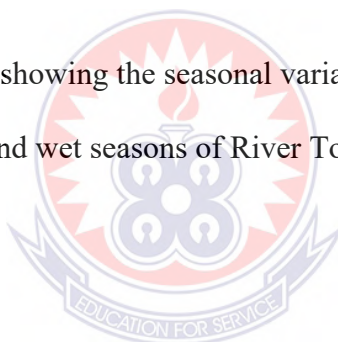 showing the seasonal varia
nd wet seasons of River To
EDUCATION FOR SERVICE